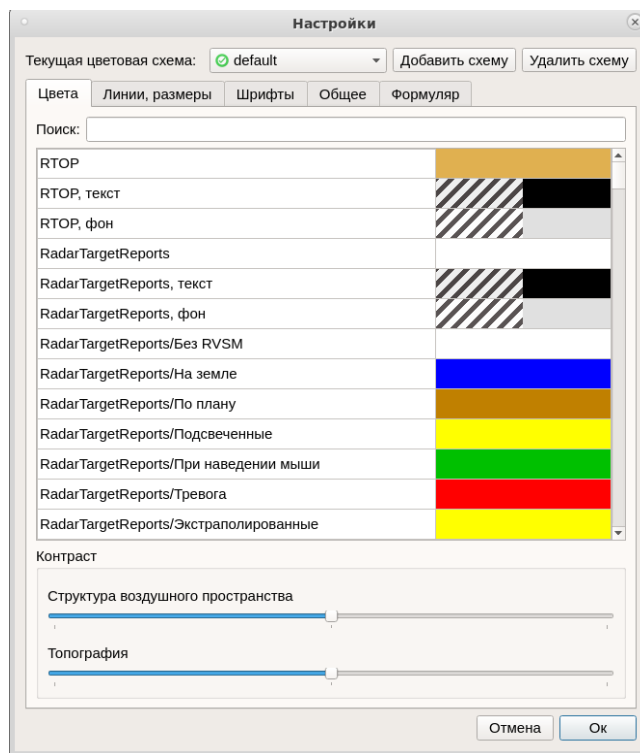 Настройки
Текущая цветовая схема: default Добавить схему Удалить схему
Цвета Линии, размеры Шрифты Общее Формуляр
Поиск:
RTOP
RTOP, текст
RTOP, фон
RadarTargetReports
RadarTargetReports, текст
RadarTargetReports, фон
RadarTargetReports/Без RVSM
RadarTargetReports/На земле
RadarTargetReports/По плану
RadarTargetReports/Подсвеченные
RadarTargetReports/При наведении мыши
RadarTargetReports/Тревога
RadarTargetReports/Экстраполированные
Контраст
Структура воздушного пространства
Топография
Отмена Ок